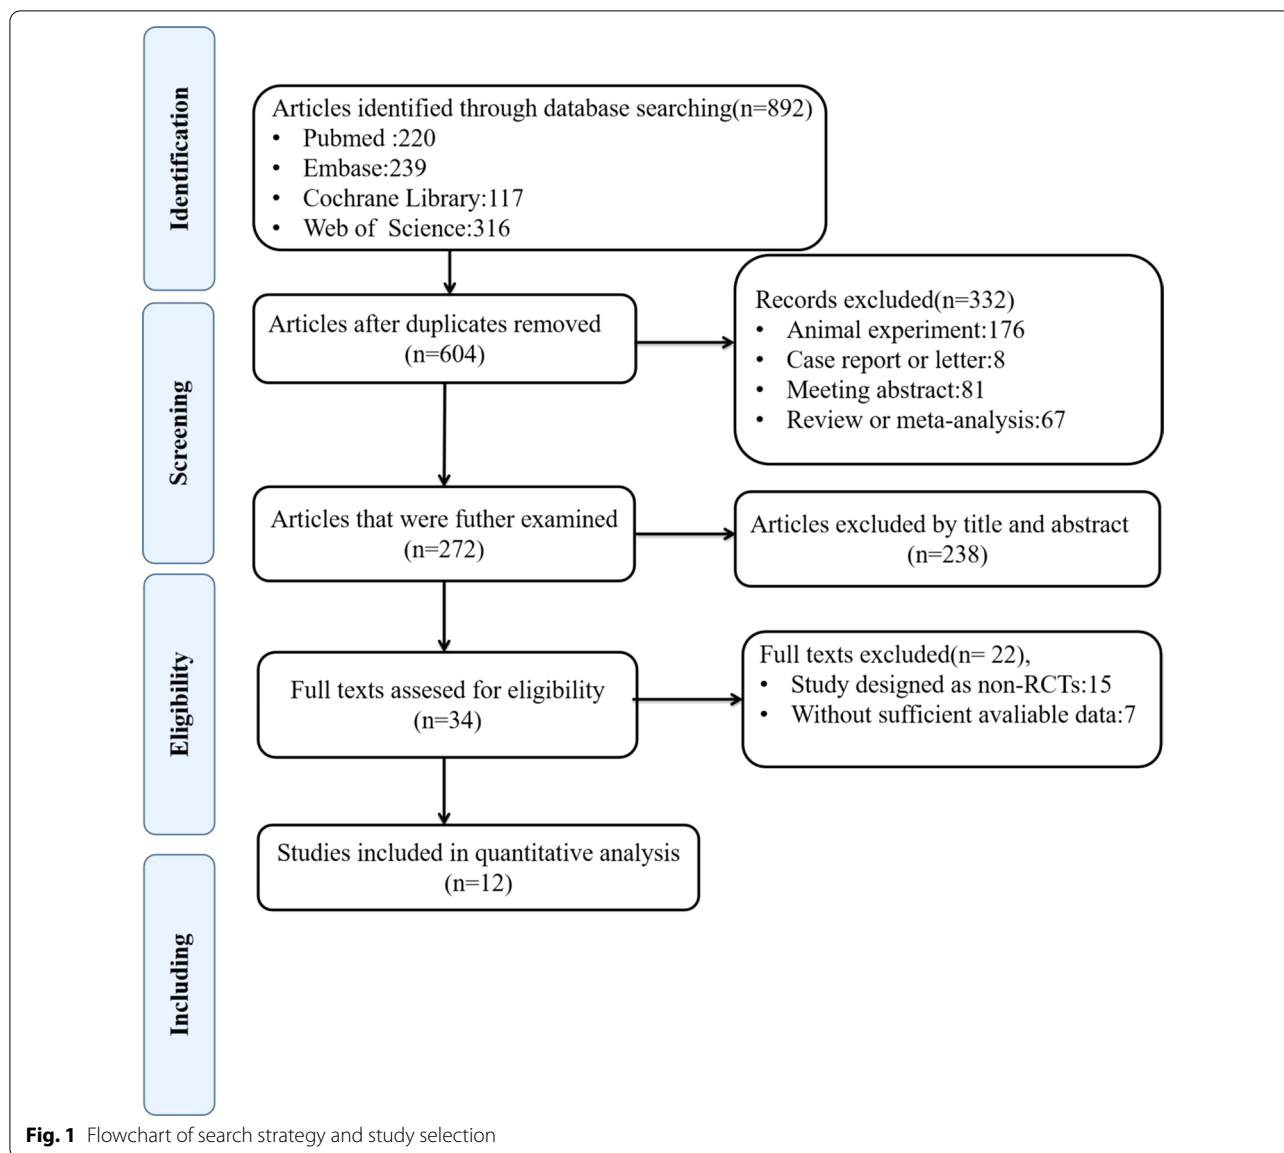 Identification
Articles identified through database searching(n=892)
• Pubmed :220
• Embase:239
• Cochrane Library:117
• Web of Science:316
Screening
Articles after duplicates removed
(n=604)
Records excluded(n=332)
• Animal experiment:176
• Case report or letter:8
• Meeting abstract:81
• Review or meta-analysis:67
Articles that were futher examined
(n=272)
Articles excluded by title and abstract
(n=238)
Eligibility
Full texts assesed for eligibility
(n=34)
Full texts excluded(n= 22),
• Study designed as non-RCTs:15
• Without sufficient avaliable data:7
Including
Studies included in quantitative analysis
(n=12)
Fig. 1 Flowchart of search strategy and study selection